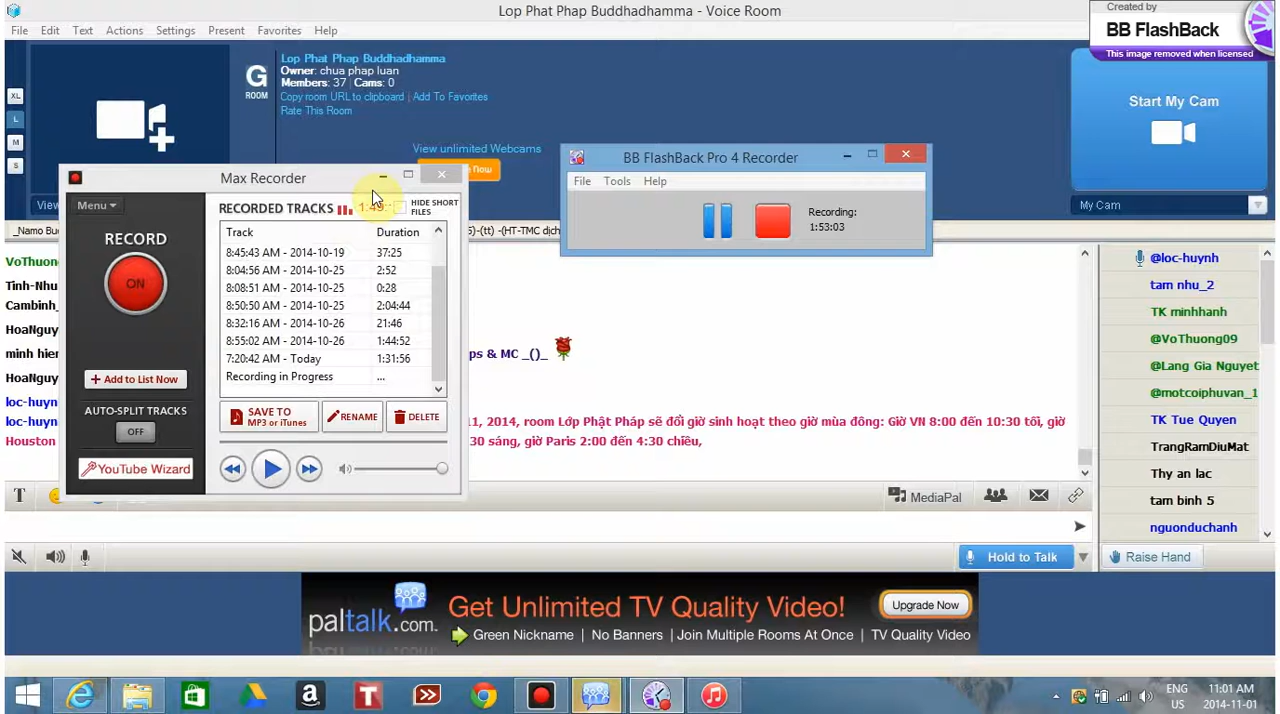 Lop Phat Phap Buddhadhamma - Voice Room
Created by
BB FlashBack
This image removed when licensed
File Edit Text Actions Settings Present Favorites Help
XL
L
M
S
G
ROOM
Lop Phat Phap Buddhadhamma
Owner: chua phap luan
Members: 37 | Cams: 0
Copy room URL to clipboard | Add To Favorites
Rate This Room
View unlimited Webcams
Start My Cam
My Cam
Max Recorder
Menu
RECORD
ON
Add to List Now
AUTO-SPLIT TRACKS
OFF
YouTube Wizard
RECORDED TRACKS
HIDE SHORT
FILES
Track Duration
8:45:43 AM - 2014-10-19 37:25
8:04:56 AM - 2014-10-25 2:52
8:08:51 AM - 2014-10-25 0:28
8:50:50 AM - 2014-10-25 2:04:44
8:32:16 AM - 2014-10-26 21:46
8:55:02 AM - 2014-10-26 1:44:52
7:20:42 AM - Today 1:31:56
Recording in Progress ...
SAVE TO
MP3 or iTunes
RENAME
DELETE
BB FlashBack Pro 4 Recorder
File Tools Help
Recording:
1:53:03
_Namo Bud
-(tt) -(HT-TMC dịch
VoThuong
Tinh-Nhu
Cambinh_
HoaNguy
minh hier
HoaNguy
loc-huynh
loc-huynh
Houston
ps & MC _()_
11, 2014, room Lớp Phật Pháp sẽ đổi giờ sinh hoạt theo giờ mùa đông: Giờ VN 8:00 đến 10:30 tối, giờ
30 sáng, giờ Paris 2:00 đến 4:30 chiều,
@loc-huynh
tam nhu_2
TK minhhanh
@VoThuong09
@Lang Gia Nguyet
@motcoiphuvan_1
TK Tue Quyen
TrangRamDiuMat
Thy an lac
tam binh 5
nguonduchanh
T
MediaPal
Hold to Talk
Raise Hand
paltalk.com
Get Unlimited TV Quality Video!
Green Nickname | No Banners | Join Multiple Rooms At Once | TV Quality Video
Upgrade Now
ENG
US
11:01 AM
2014-11-01